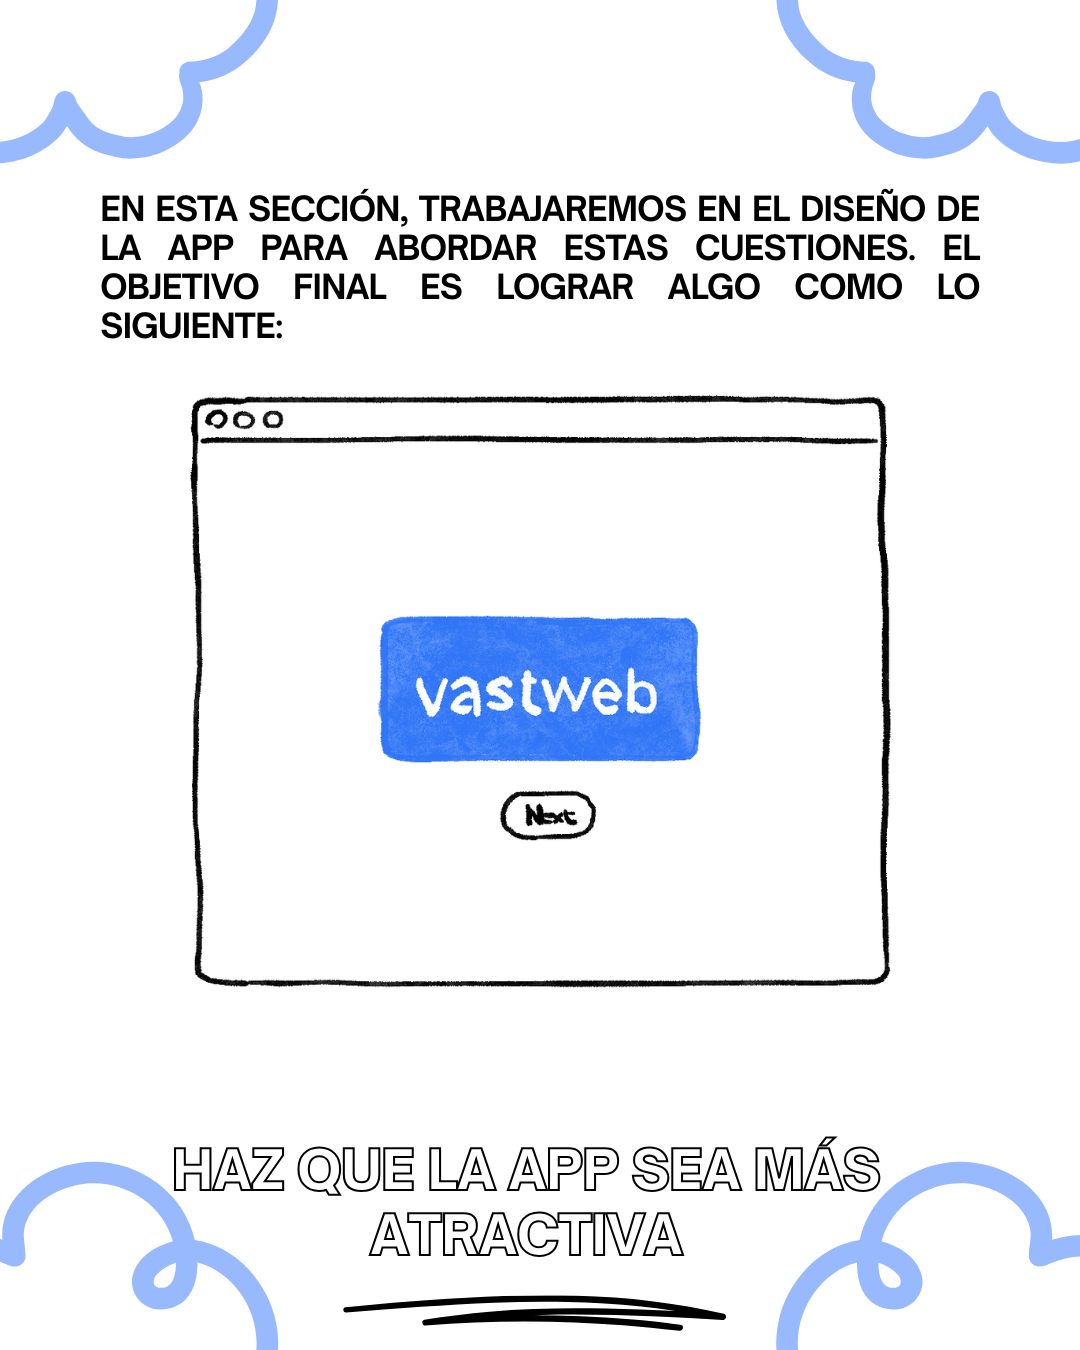 EN ESTA SECCIÓN, TRABAJAREMOS EN EL DISEÑO DE
LA APP PARA ABORDAR ESTAS CUESTIONES. EL
OBJETIVO FINAL ES LOGRAR ALGO COMO LO
SIGUIENTE:
vastweb
Next
HAZ QUE LA APP SEA MÁS
ATRACTIVA